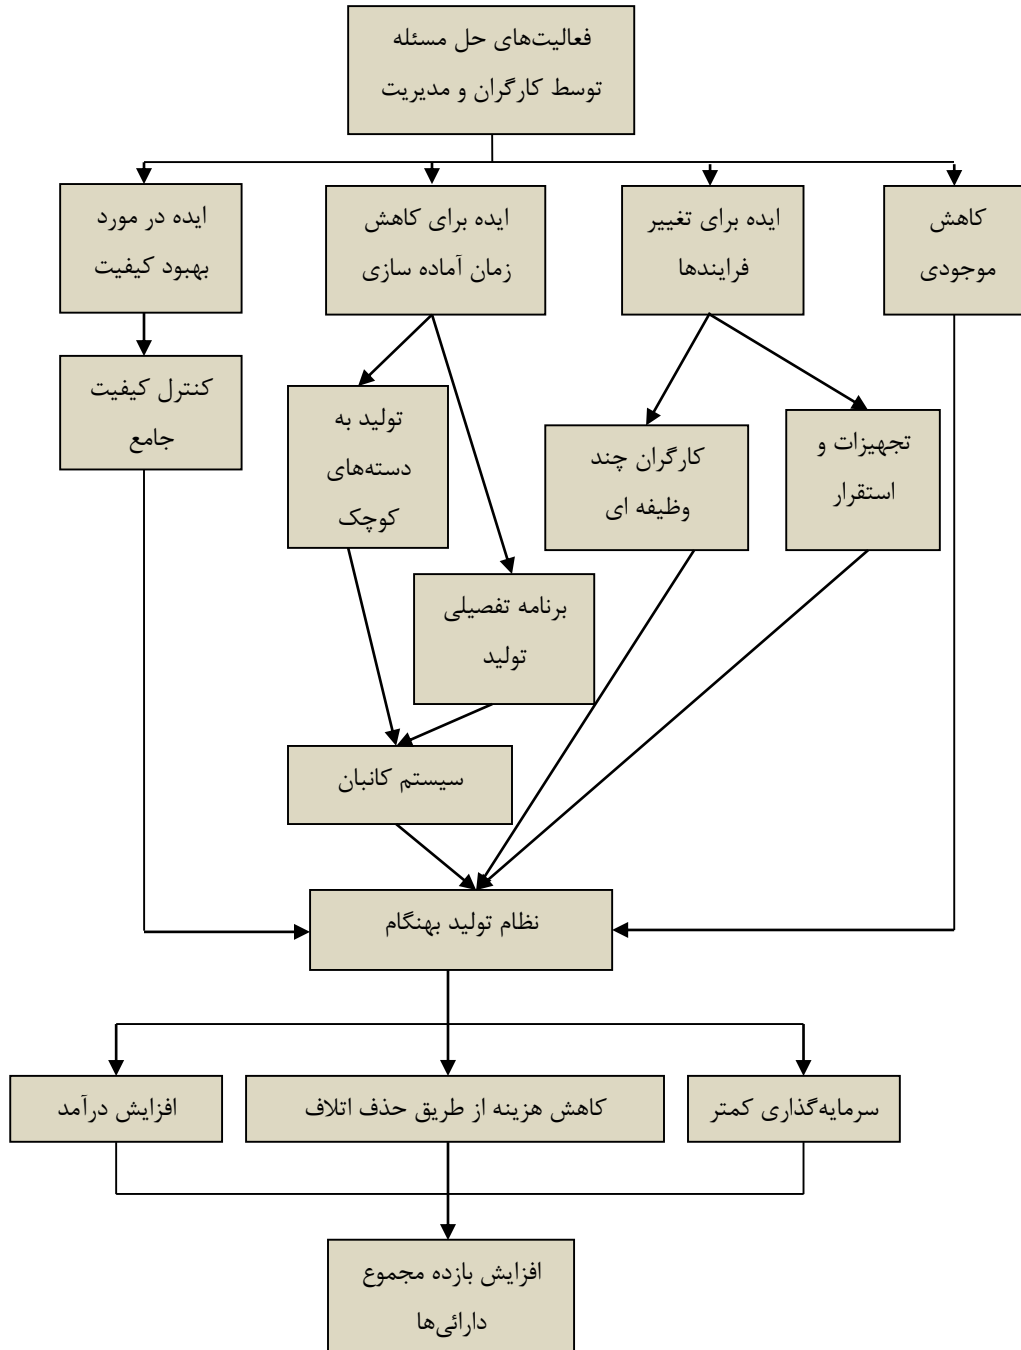 فعالیت‌های حل مسئله
توسط کارگران و مدیریت
کاهش
موجودی
ایده برای تغییر
فرایندها
ایده برای کاهش
زمان آماده سازی
ایده در مورد
بهبود کیفیت
کنترل کیفیت
جامع
تولید به
دسته‌های
کوچک
کارگران چند
وظیفه ای
تجهیزات و
استقرار
برنامه تفصیلی
تولید
سیستم کانبان
نظام تولید بهنگام
سرمایه‌گذاری کمتر
کاهش هزینه از طریق حذف اتلاف
افزایش درآمد
افزایش بازده مجموع
دارائی‌ها